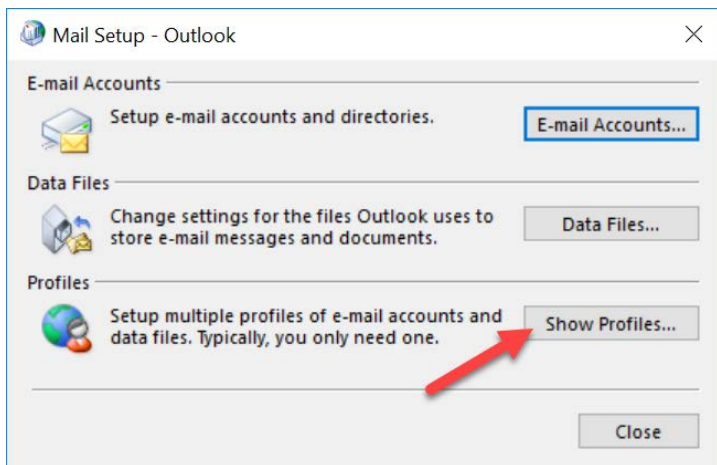 Mail Setup - Outlook
E-mail Accounts
Setup e-mail accounts and directories.
E-mail Accounts...
Data Files
Change settings for the files Outlook uses to
store e-mail messages and documents.
Data Files...
Profiles
Setup multiple profiles of e-mail accounts and
data files. Typically, you only need one.
Show Profiles...
Close